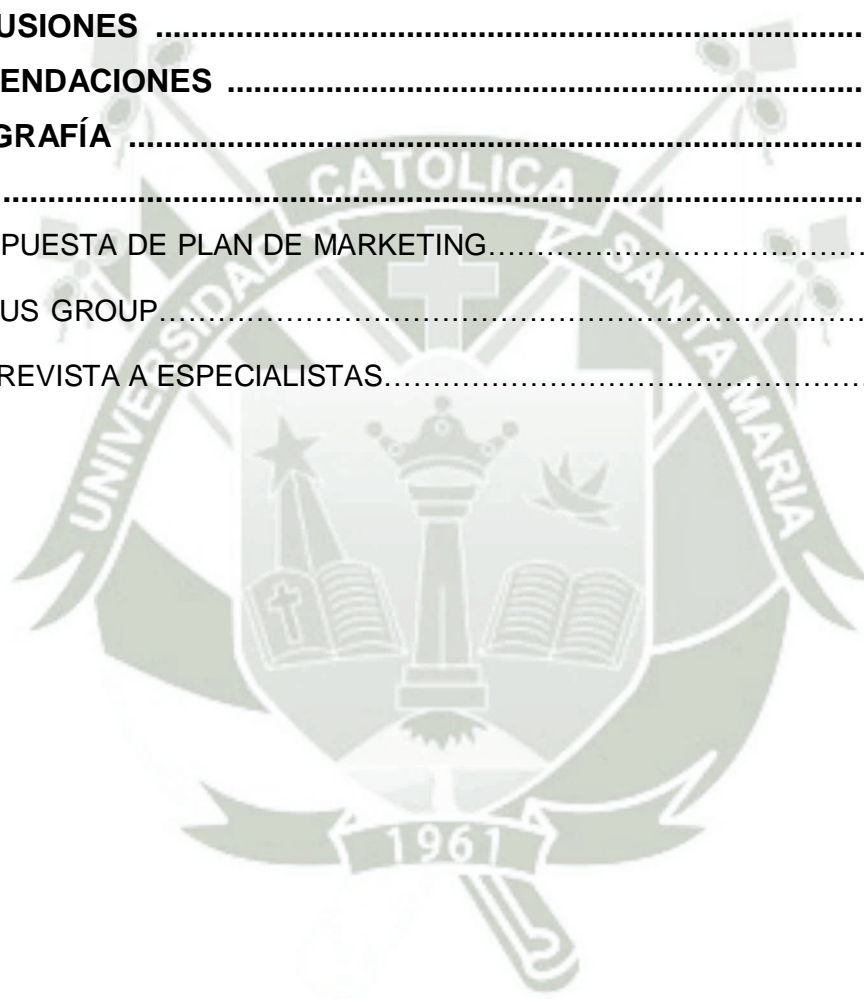 USIONES ........................................................................................
ENDACIONES ................................................................................
GRAFÍA ...........................................................................................
.........................................................................................................
PUESTA DE PLAN DE MARKETING……………………………………
US GROUP……………………………………………………………………
REVISTA A ESPECIALISTAS………………………………………………
UNIVERSIDAD CATOLICA SANTA MARIA
1961